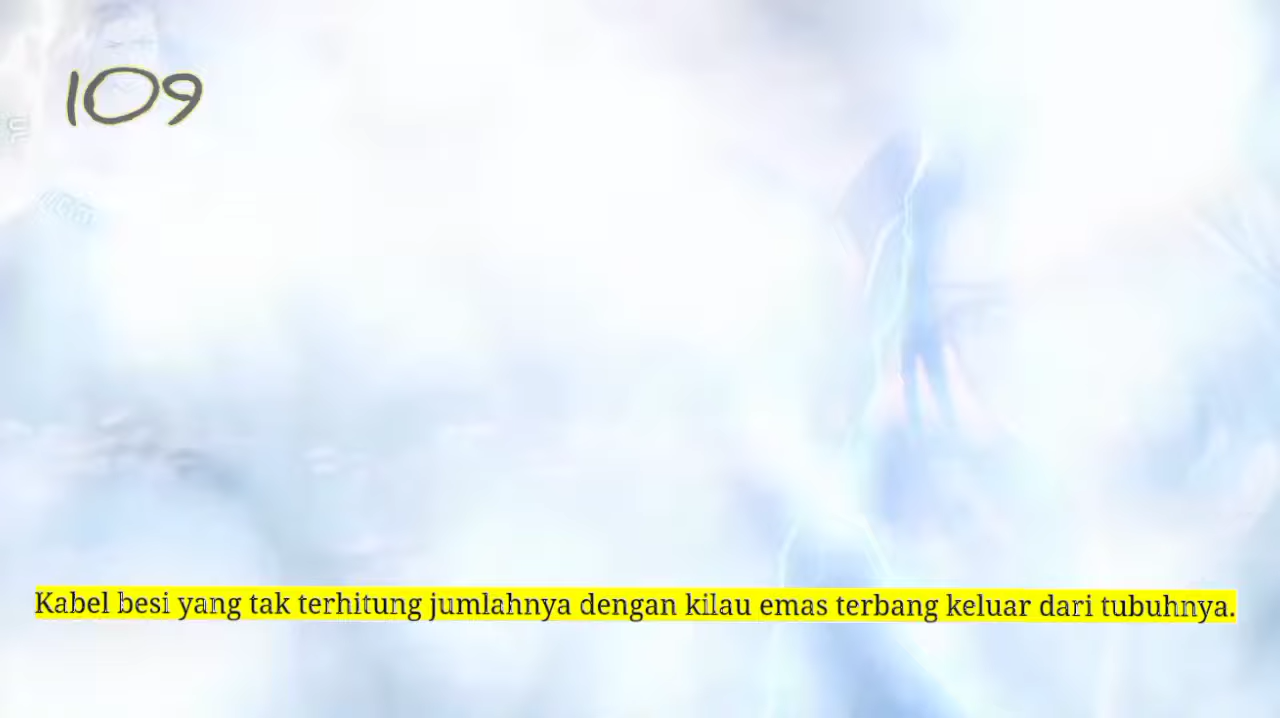 109
Kabel besi yang tak terhitung jumlahnya dengan kilau emas terbang keluar dari tubuhnya.